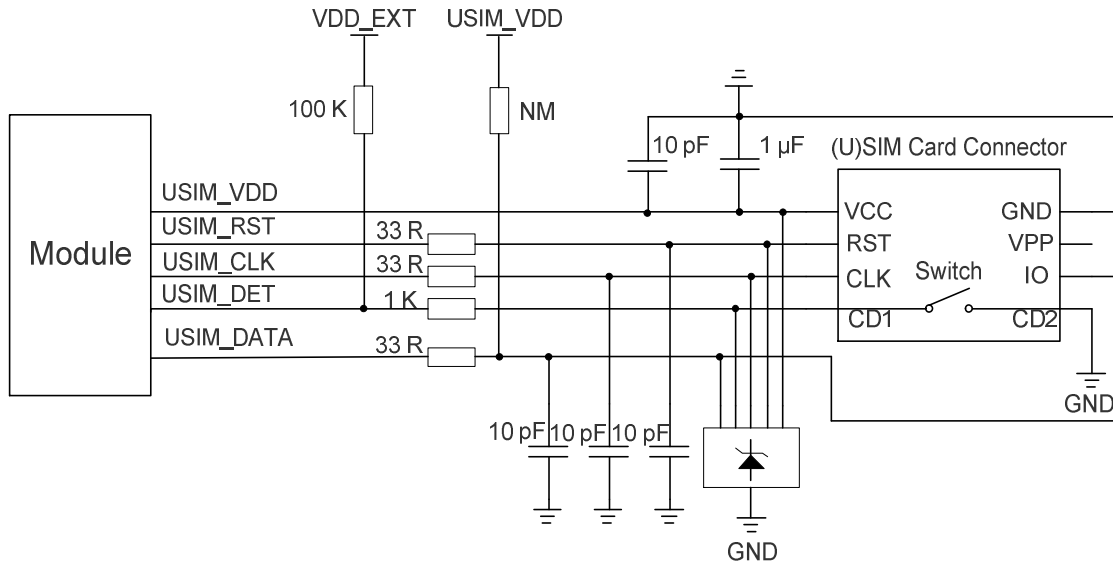 VDD_EXT USIM_VDD
100 K NM
10 pF 1 µF (U)SIM Card Connector
Module
USIM_VDD VCC GND
USIM_RST 33 R RST VPP
USIM_CLK 33 R CLK Switch IO
USIM_DET 1 K CD1 CD2
USIM_DATA 33 R
GND
10 pF 10 pF 10 pF
GND